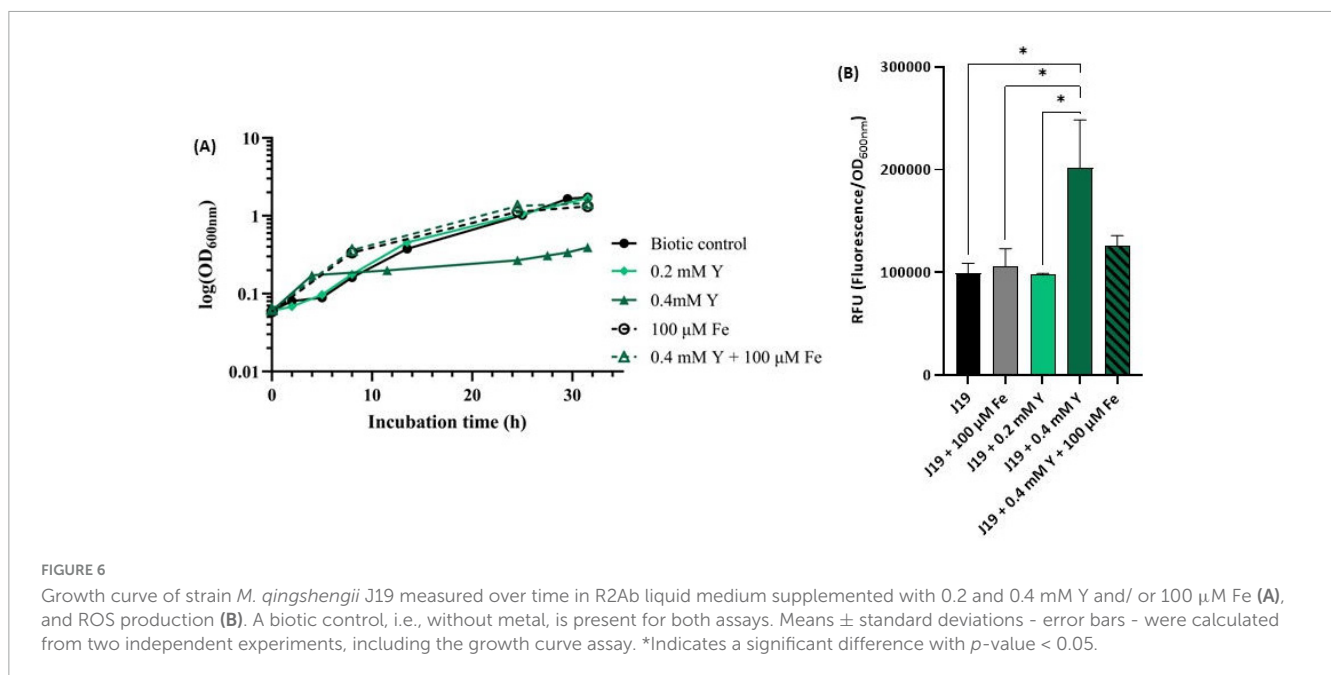 (A)
10
1
0.1
0.01
log(OD600nm)
0
10
20
30
Incubation time (h)
Biotic control
0.2 mM Y
0.4mM Y
100 μM Fe
0.4 mM Y + 100 μM Fe
(B)
300000
200000
100000
0
RFU (Fluorescence/OD600nm)
*
*
*
J19
J19 + 100 μM Fe
J19 + 0.2 mM Y
J19 + 0.4 mM Y
J19 + 0.4 mM Y + 100 μM Fe
FIGURE 6
Growth curve of strain M. qingshengii J19 measured over time in R2Ab liquid medium supplemented with 0.2 and 0.4 mM Y and/ or 100 μM Fe (A),
and ROS production (B). A biotic control, i.e., without metal, is present for both assays. Means ± standard deviations - error bars - were calculated
from two independent experiments, including the growth curve assay. *Indicates a significant difference with p-value < 0.05.